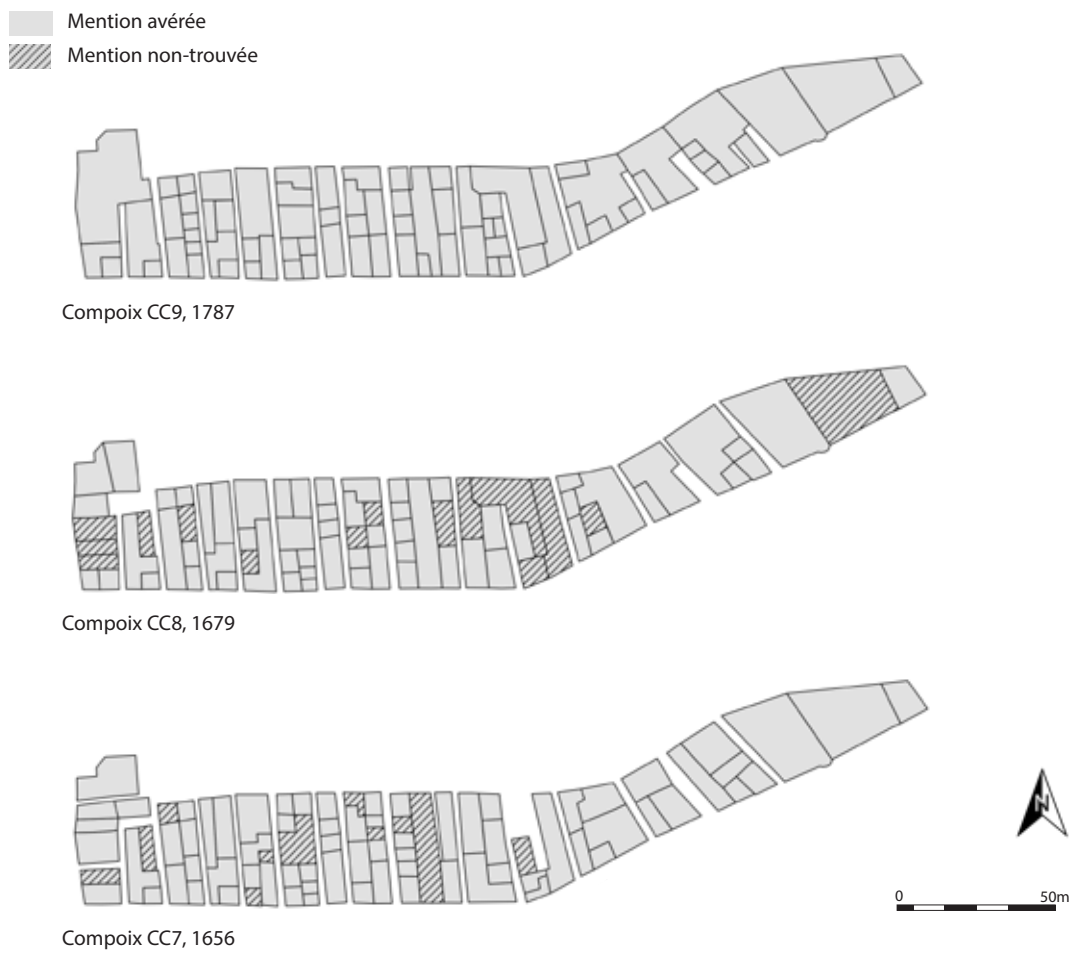 Mention avérée
Mention non-trouvée
Compoix CC9, 1787
Compoix CC8, 1679
N
0 50m
Compoix CC7, 1656